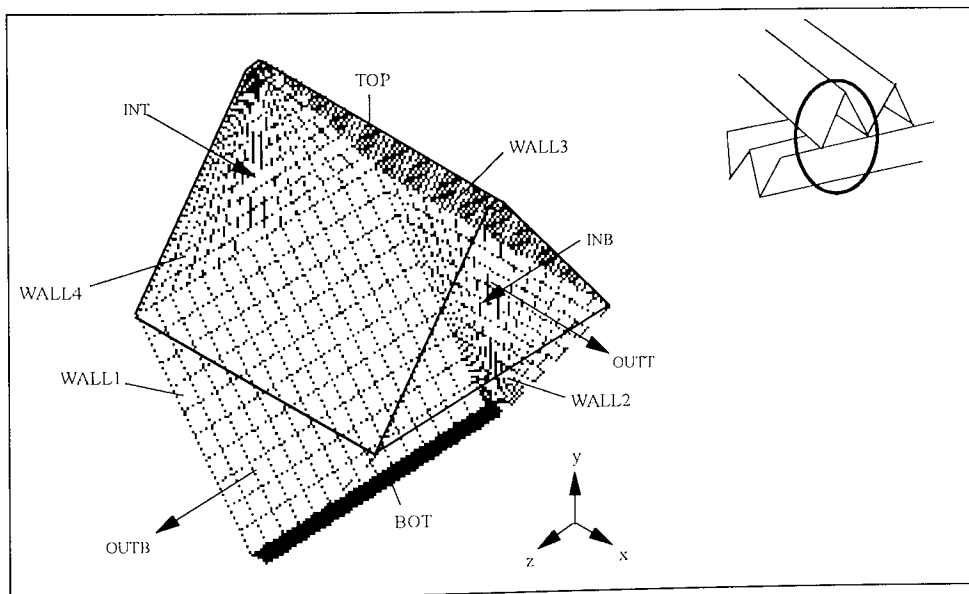 TOP
INT
WALL3
INB
WALL4
OUTT
WALL1
WALL2
y
BOT
OUTB
z
x